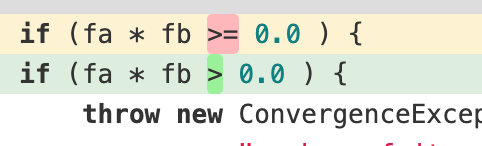 if (fa * fb >= 0.0 ) {
if (fa * fb > 0.0 ) {
throw new ConvergenceExcep